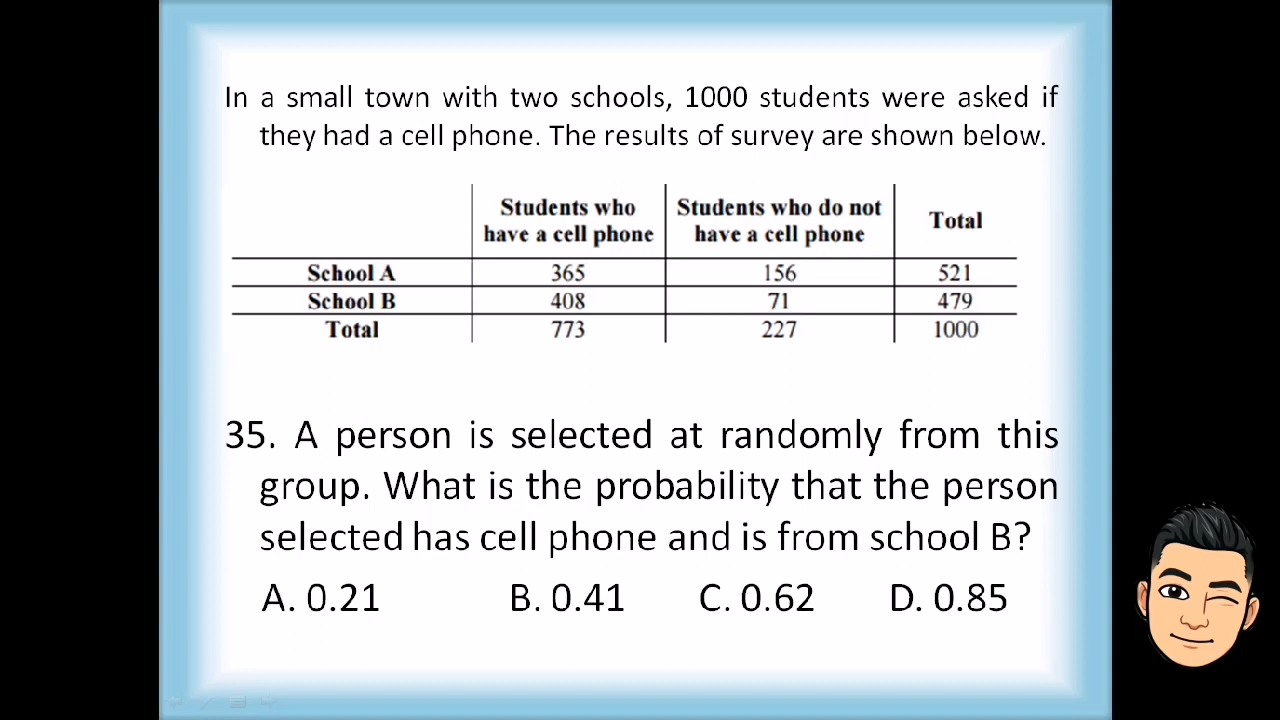 In a small town with two schools, 1000 students were asked if
they had a cell phone. The results of survey are shown below.
Students who have a cell phone Students who do not have a cell phone Total
School A 365 156 521
School B 408 71 479
Total 773 227 1000
35. A person is selected at randomly from this
group. What is the probability that the person
selected has cell phone and is from school B?
A. 0.21 B. 0.41 C. 0.62 D. 0.85